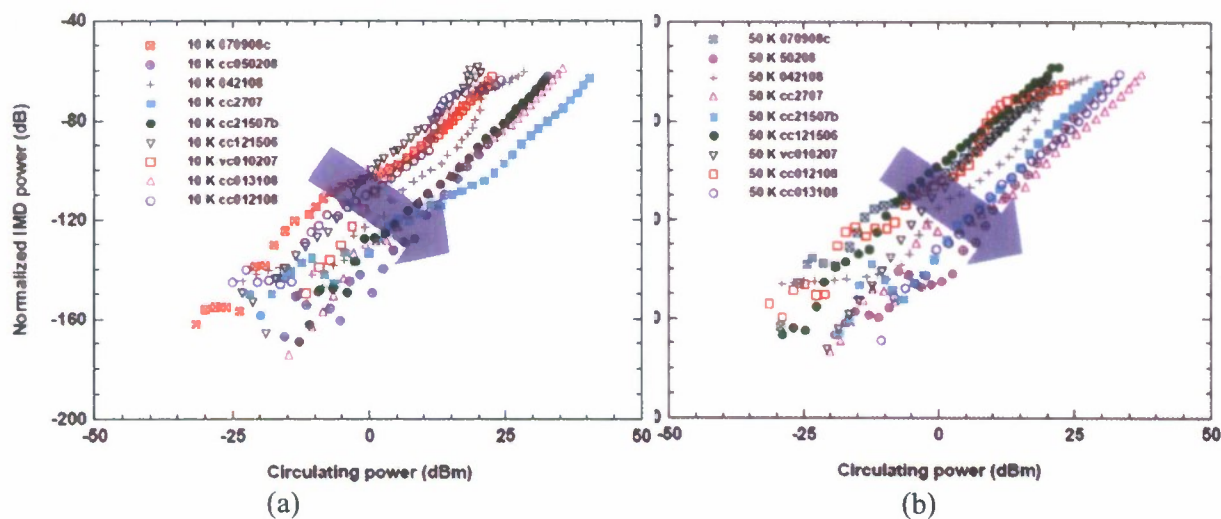 Normalized IMD power (dB)
-40
-80
-120
-160
-200
10 K 070908c
10 K cc050208
10 K 042108
10 K cc2707
10 K cc21507b
10 K cc121506
10 K vc010207
10 K cc013108
10 K cc012108
-50
-25
0
25
50
Circulating power (dBm)
(a)
50 K 070908c
50 K 50208
50 K 042108
50 K cc2707
50 K cc21507b
50 K cc121506
50 K vc010207
50 K cc012108
50 K cc013108
-25
0
25
50
Circulating power (dBm)
(b)